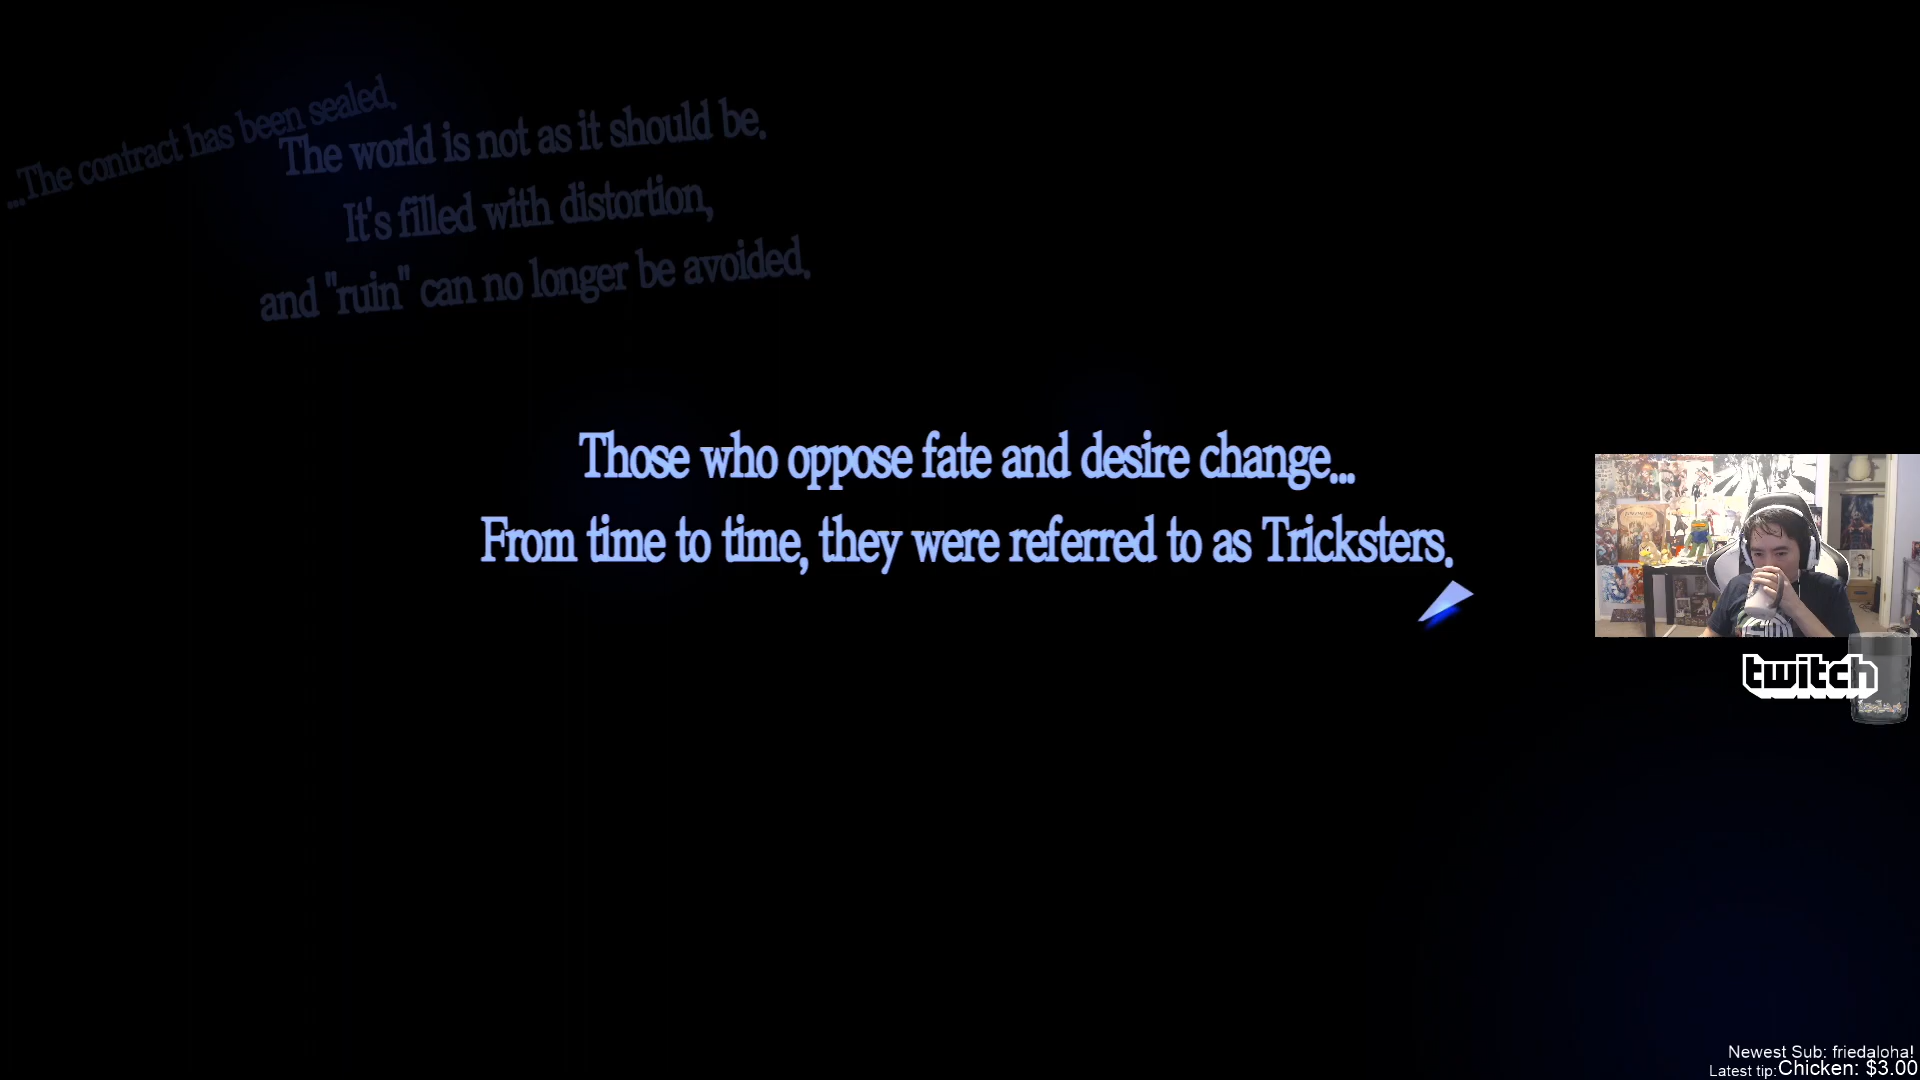 ...The contract has been sealed.
The world is not as it should be.
It's filled with distortion,
and "ruin" can no longer be avoided.
Those who oppose fate and desire change...
From time to time, they were referred to as Tricksters.
twitch
Newest Sub: friedaloha!
Latest tip:Chicken: $3.00